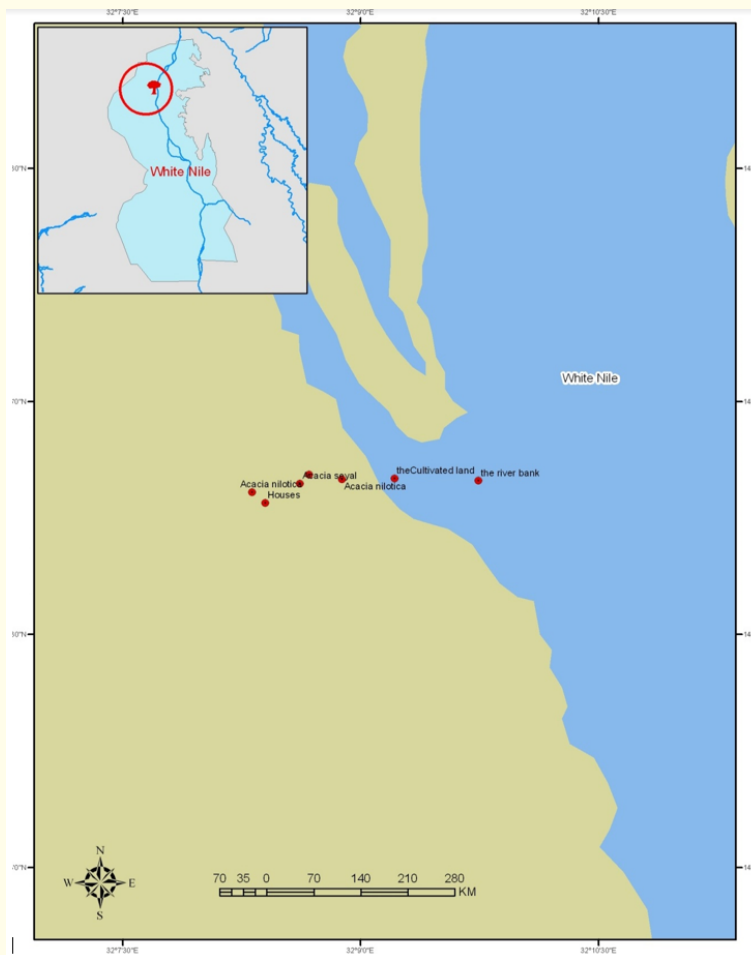 32°7'30"E 32°9'0"E 32°10'30"E
White Nile
White Nile
Acacia seyal
theCultivated land
the river bank
Acacia nilotica
Acacia nilotica
Houses
N
W E
S
70 35 0 70 140 210 280
KM
32°7'30"E 32°9'0"E 32°10'30"E